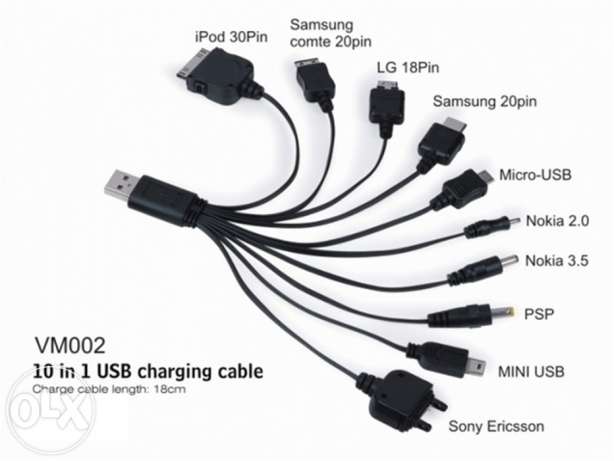 iPod 30Pin
Samsung
comte 20pin
LG 18Pin
Samsung 20pin
Micro-USB
Nokia 2.0
Nokia 3.5
PSP
MINI USB
Sony Ericsson
VM002
10 in 1 USB charging cable
Charge cable length: 18cm
OLX